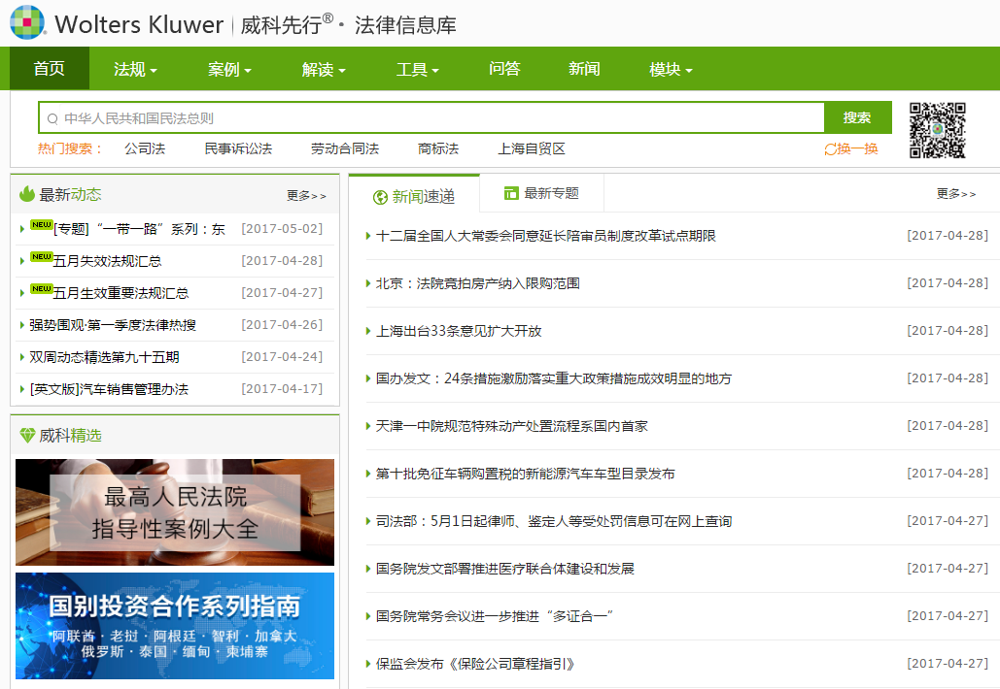 Wolters Kluwer | 威科先行® · 法律信息库
首页 法规 案例 解读 工具 问答 新闻 模块
中华人民共和国民法总则 搜索
热门搜索： 公司法 民事诉讼法 劳动合同法 商标法 上海自贸区 换一换
最新动态 更多>>
NEW [专题]“一带一路”系列：东 [2017-05-02]
NEW 五月失效法规汇总 [2017-04-28]
NEW 五月生效重要法规汇总 [2017-04-27]
强势围观·第一季度法律热搜 [2017-04-26]
双周动态精选第九十五期 [2017-04-24]
[英文版]汽车销售管理办法 [2017-04-17]
威科精选
最高人民法院
指导性案例大全
国别投资合作系列指南
阿联酋·老挝·阿根廷·智利·加拿大
俄罗斯·泰国·缅甸·柬埔寨
新闻速递 最新专题 更多>>
十二届全国人大常委会同意延长陪审员制度改革试点期限 [2017-04-28]
北京：法院竞拍房产纳入限购范围 [2017-04-28]
上海出台33条意见扩大开放 [2017-04-28]
国办发文：24条措施激励落实重大政策措施成效明显的地方 [2017-04-28]
天津一中院规范特殊动产处置流程系国内首家 [2017-04-28]
第十批免征车辆购置税的新能源汽车车型目录发布 [2017-04-28]
司法部：5月1日起律师、鉴定人等受处罚信息可在网上查询 [2017-04-27]
国务院发文部署推进医疗联合体建设和发展 [2017-04-27]
国务院常务会议进一步推进“多证合一” [2017-04-27]
保监会发布《保险公司章程指引》 [2017-04-27]